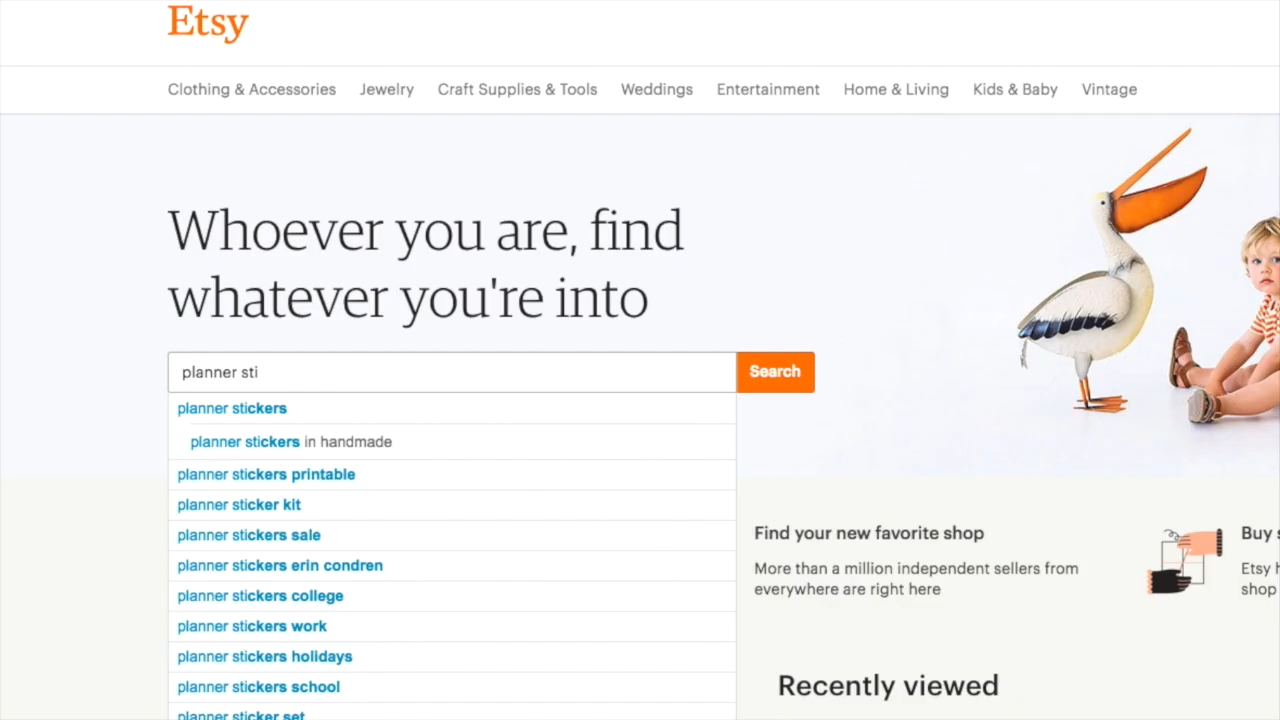 Etsy
Clothing & Accessories Jewelry Craft Supplies & Tools Weddings Entertainment Home & Living Kids & Baby Vintage
Whoever you are, find
whatever you're into
planner sti
Search
planner stickers
planner stickers in handmade
planner stickers printable
planner sticker kit
planner stickers sale
planner stickers erin condren
planner stickers college
planner stickers work
planner stickers holidays
planner stickers school
planner sticker set
Find your new favorite shop
More than a million independent sellers from
everywhere are right here
Buy s
Etsy h
shop
Recently viewed